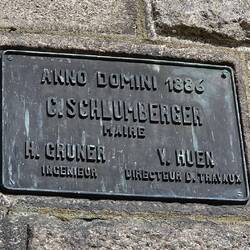 ANNO DOMINI 1886
C. SCHLUMBERGER
MAIRE
H. GRUNER V. HUEN
INGENIEUR DIRECTEUR D. TRAVAUX